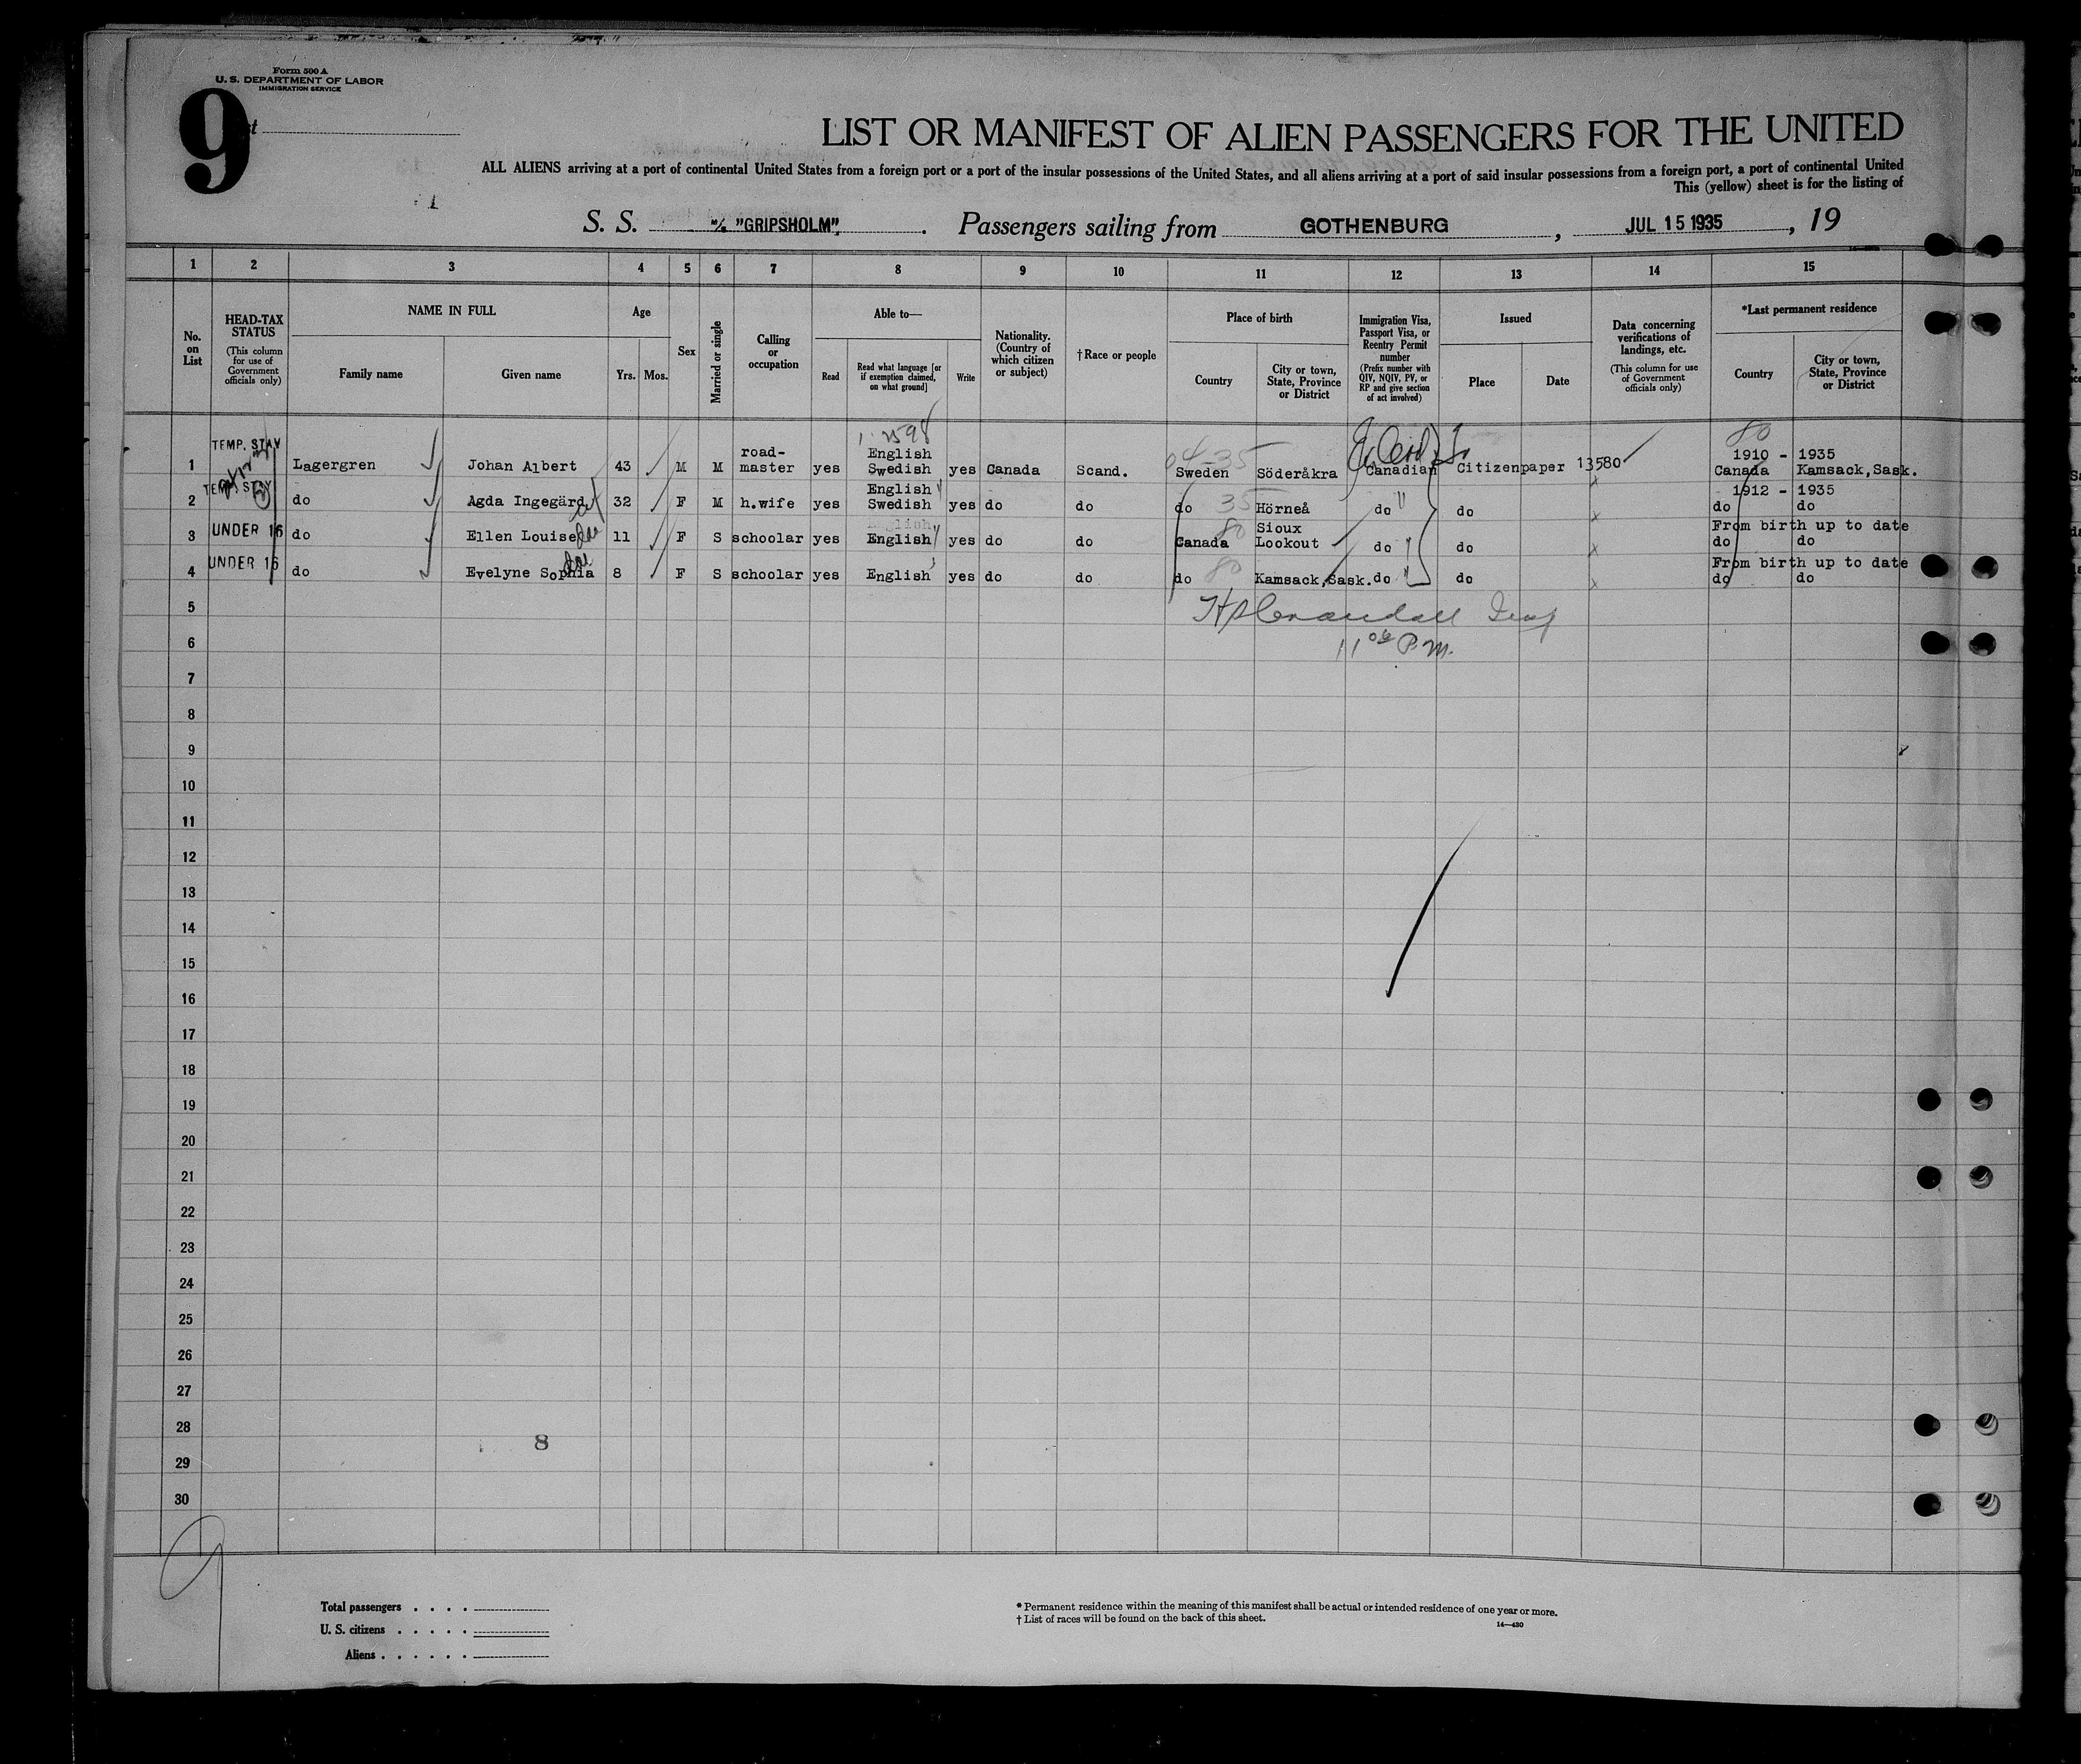 Form 500 A
U. S. DEPARTMENT OF LABOR
IMMIGRATION SERVICE
9
LIST OR MANIFEST OF ALIEN PASSENGERS FOR THE UNITED
ALL ALIENS arriving at a port of continental United States from a foreign port or a port of the insular possessions of the United States, and all aliens arriving at a port of said insular possessions from a foreign port, a port of continental United
This (yellow) sheet is for the listing of
S. S. M/S "GRIPSHOLM". Passengers sailing from GOTHENBURG, JUL 15 1935, 19
1 2 3 4 5 6 7 8 9 10 11 12 13 14 15
No. on List
HEAD-TAX STATUS
(This column for use of Government officials only)
NAME IN FULL
Family name
Given name
Age
Yrs.
Mos.
Sex
Married or single
Calling or occupation
Able to—
Read
Read what language [or if exemption claimed, on what ground]
Write
Nationality. (Country of which citizen or subject)
†Race or people
Place of birth
Country
City or town, State, Province or District
Immigration Visa, Passport Visa, or Reentry Permit number
(Prefix number with QIV, NQIV, PV, or RP and give section of act involved)
Issued
Place
Date
Data concerning verifications of landings, etc.
(This column for use of Government officials only)
*Last permanent residence
Country
City or town, State, Province or District
1 TEMP. STAY Lagergren Johan Albert 43 M M road-master yes English Swedish yes Canada Scand. Sweden Söderåkra Canadian Citizenpaper 13580 1910 - 1935 Canada Kamsack,Sask.
2 TEMP. STAY do Agda Ingegärd 32 F M h.wife yes English Swedish yes do do do Hörneå do do 1912 - 1935 do do
3 UNDER 16 do Ellen Louise 11 F S schoolar yes English yes do do Canada Sioux Lookout do do From birth up to date do do
4 UNDER 16 do Evelyne Sophia 8 F S schoolar yes English yes do do do Kamsack,Sask. do do From birth up to date do do
5
6 11 P.M.
7
8
9
10
11
12
13
14
15
16
17
18
19
20
21
22
23
24
25
26
27
28
8
29
30
9
Total passengers . . . .
U. S. citizens . . . . .
Aliens . . . . . .
* Permanent residence within the meaning of this manifest shall be actual or intended residence of one year or more.
† List of races will be found on the back of this sheet.
14—430